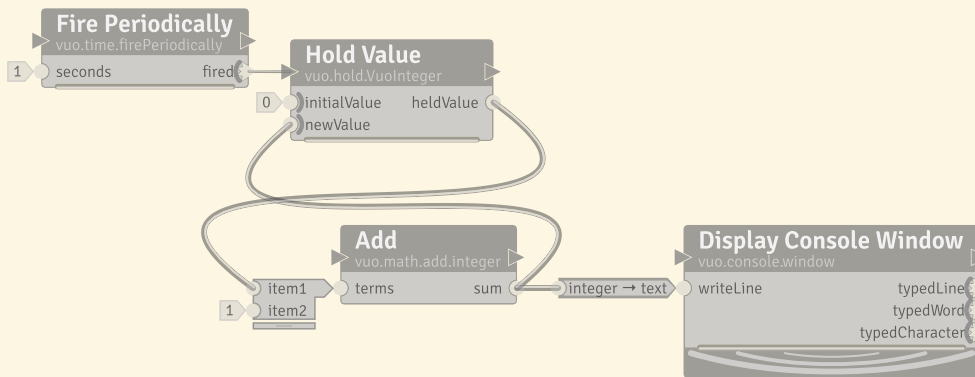 Fire Periodically
vuo.time.firePeriodically
1 seconds fired
Hold Value
vuo.hold.VuoInteger
0 initialValue heldValue
newValue
Add
vuo.math.add.integer
item1 terms sum integer → text
1 item2
Display Console Window
vuo.console.window
writeLine typedLine
typedWord
typedCharacter